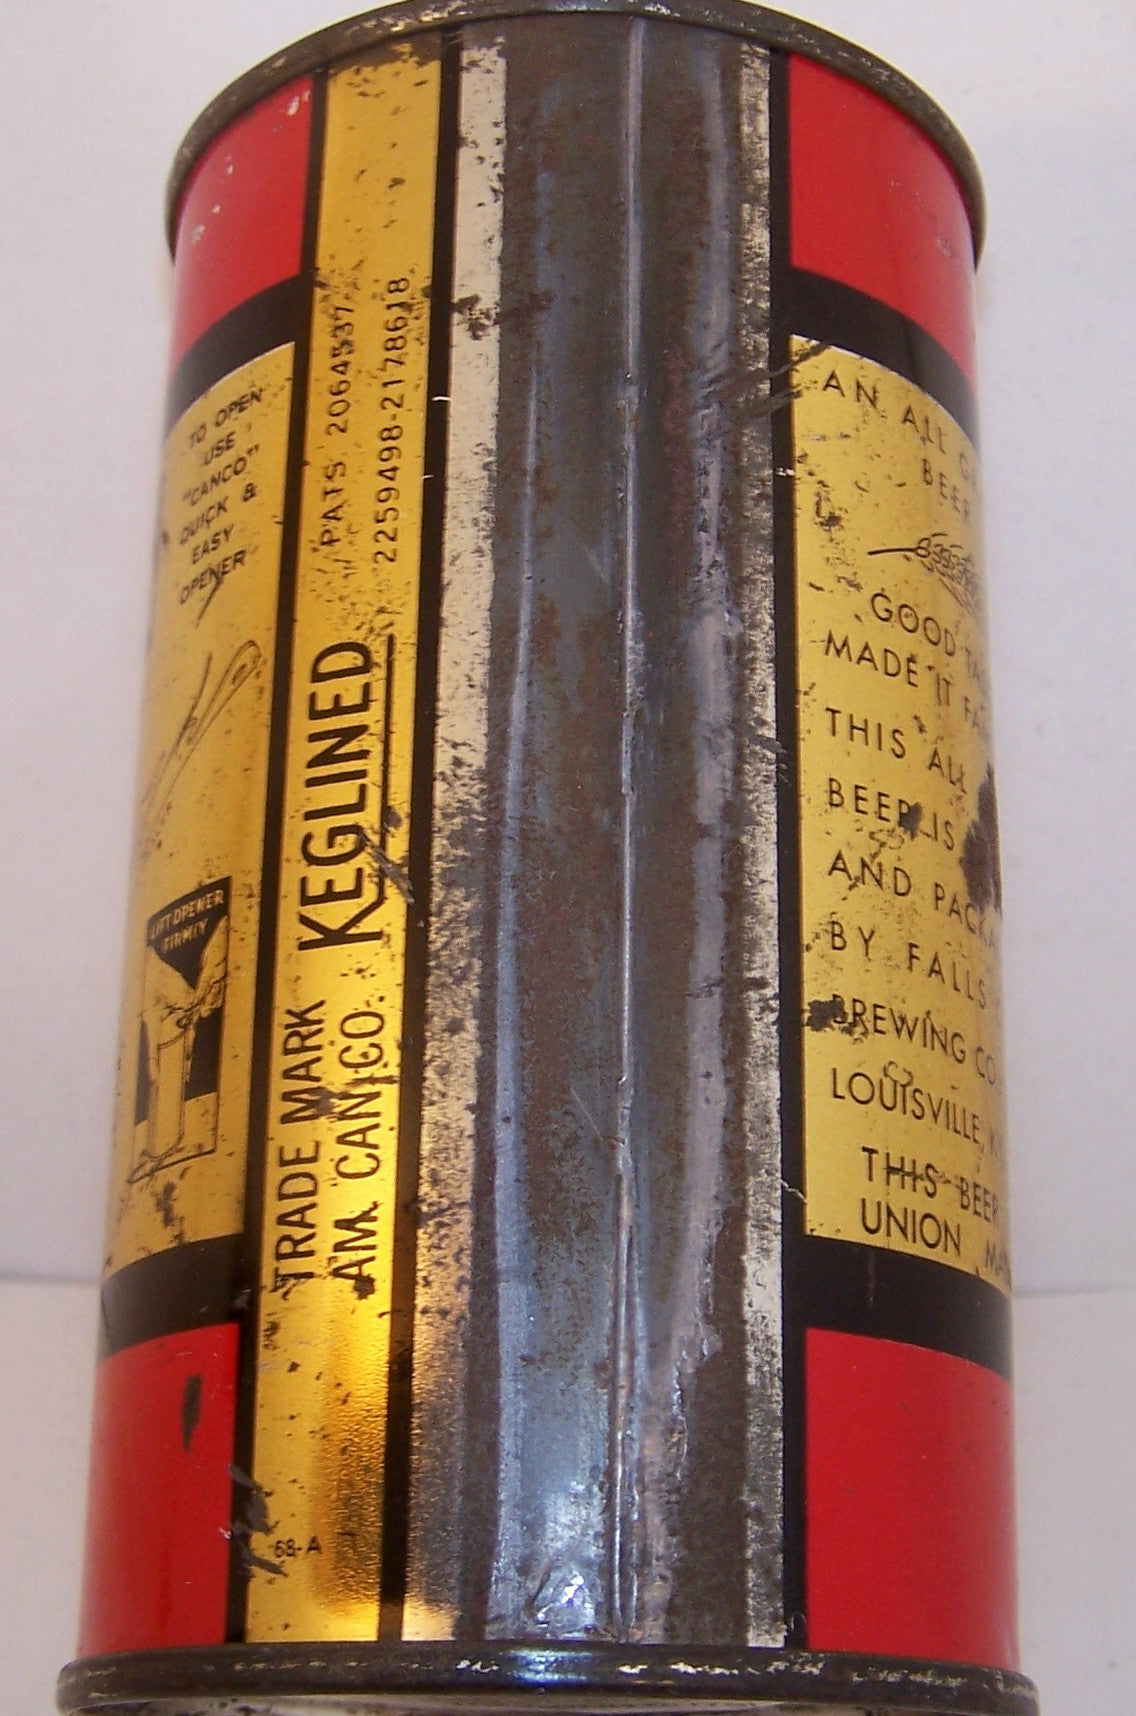 TO OPEN
USE
"CANCO"
QUICK &
EASY
OPENER
LIFT OPENER
FIRMLY
TRADE MARK
AM. CAN CO.
KEGLINED
PATS 2064537
2259498-2178618
68-A
AN ALL
BEER
GOOD
MADE IT
THIS ALL
BEER IS
AND
BY FALLS
BREWING CO
LOUISVILLE,
THIS BEER
UNION